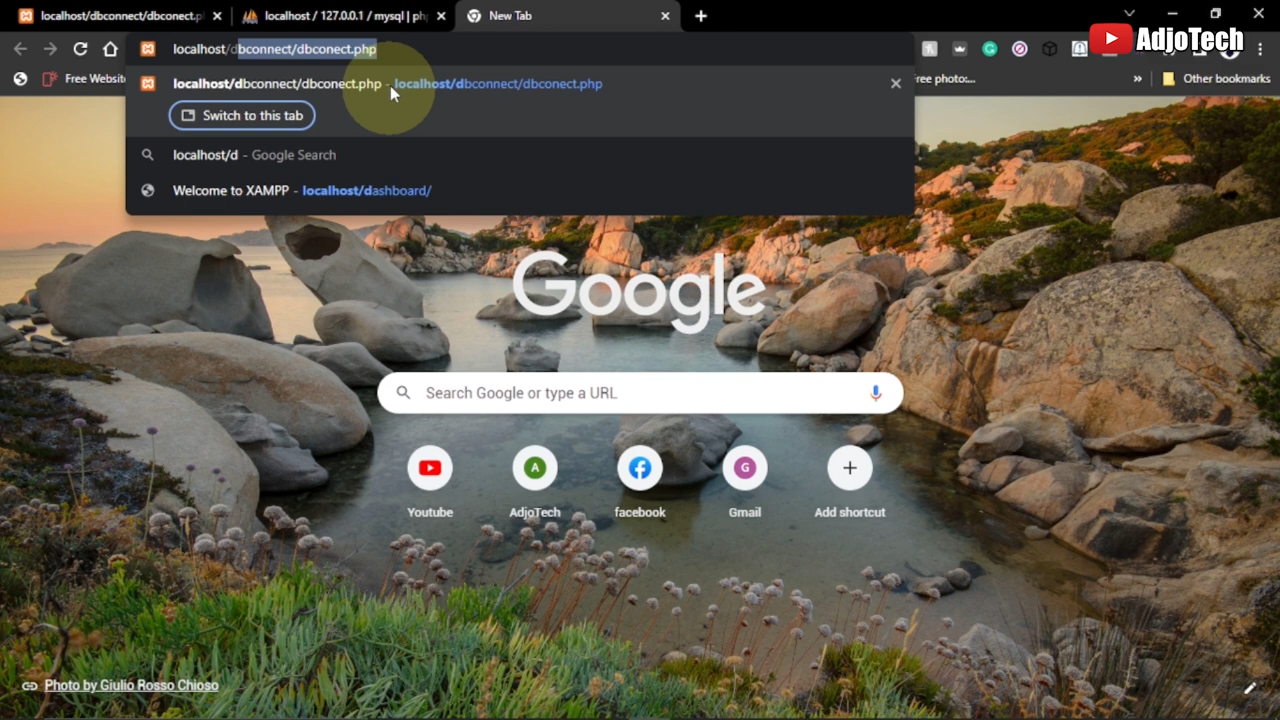 localhost/dbconnect/dbconect.p
localhost / 127.0.0.1 / mysql | ph
New Tab
AdjoTech
localhost/dbconnect/dbconect.php
Free Website
ree photo:...
»
Other bookmarks
localhost/dbconnect/dbconect.php - localhost/dbconnect/dbconect.php
Switch to this tab
localhost/d - Google Search
Welcome to XAMPP - localhost/dashboard/
Google
Search Google or type a URL
A
G
Youtube
AdjoTech
facebook
Gmail
Add shortcut
Photo by Giulio Rosso Chioso